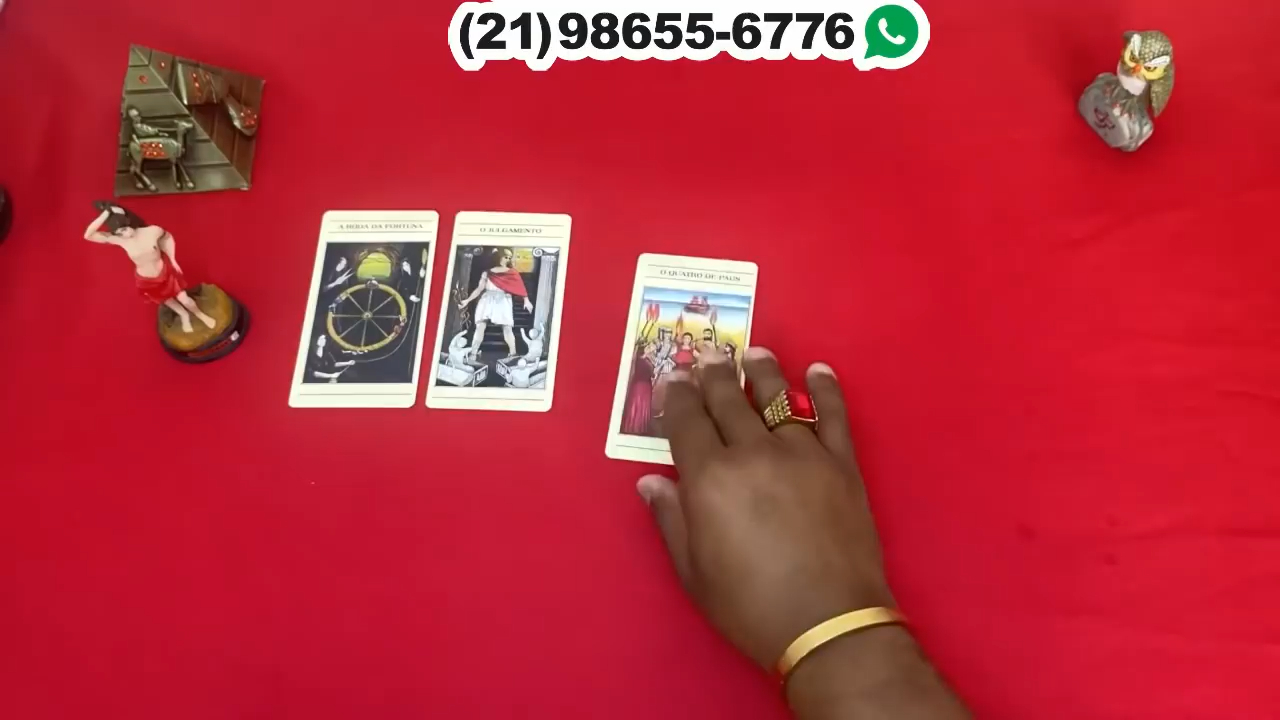 (21)98655-6776
A RODA DA FORTUNA
O JULGAMENTO
O QUATRO DE PAUS